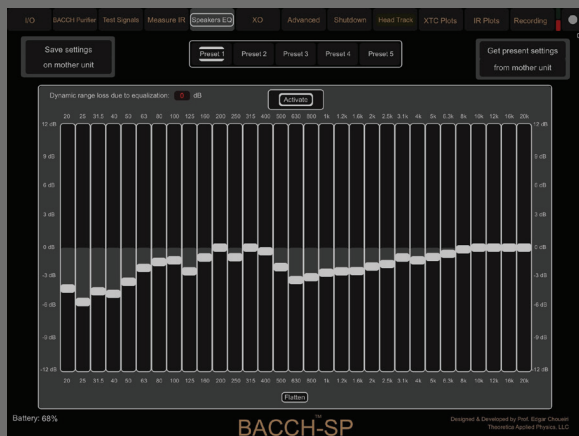 I/O BACCH Purifier Test Signals Measure IR Speakers EQ XO Advanced Shutdown Head Track XTC Plots IR Plots Recording
Save settings
on mother unit
Preset 1 Preset 2 Preset 3 Preset 4 Preset 5
Get present settings
from mother unit
Dynamic range loss due to equalization: 0 dB
Activate
20 25 31.5 40 50 63 80 100 125 160 200 250 315 400 500 630 800 1k 1.2k 1.6k 2k 2.5k 3.1k 4k 5k 6.3k 8k 10k 12k 16k 20k
12 dB 12 dB
9 dB 9 dB
6 dB 6 dB
3 dB 3 dB
0 dB 0 dB
-3 dB -3 dB
-6 dB -6 dB
-9 dB -9 dB
-12 dB -12 dB
20 25 31.5 40 50 63 80 100 125 160 200 250 315 400 500 630 800 1k 1.2k 1.6k 2k 2.5k 3.1k 4k 5k 6.3k 8k 10k 12k 16k 20k
Flatten
Battery: 68%
BACCH-SP™
Designed & Developed by Prof. Edgar Choueiri
Theoretica Applied Physics, LLC